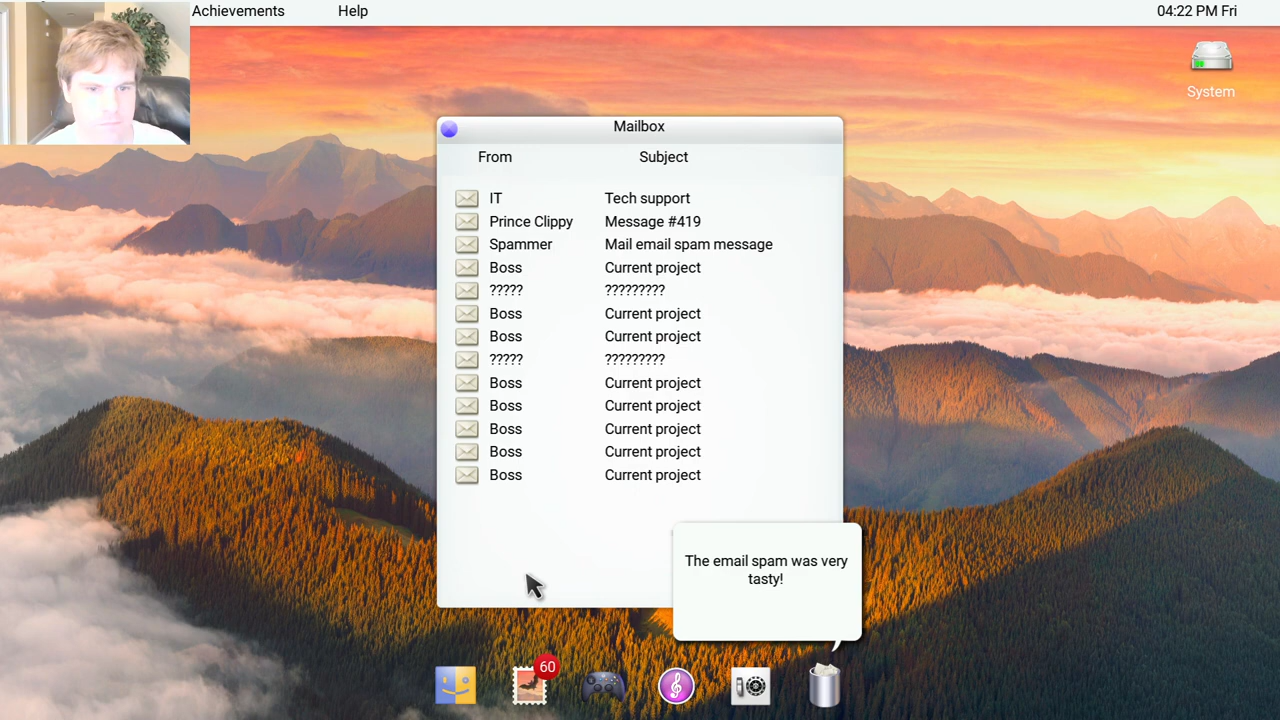 Achievements Help 04:22 PM Fri
System
Mailbox
From Subject
IT Tech support
Prince Clippy Message #419
Spammer Mail email spam message
Boss Current project
????? ?????????
Boss Current project
Boss Current project
????? ?????????
Boss Current project
Boss Current project
Boss Current project
Boss Current project
Boss Current project
The email spam was very
tasty!
60